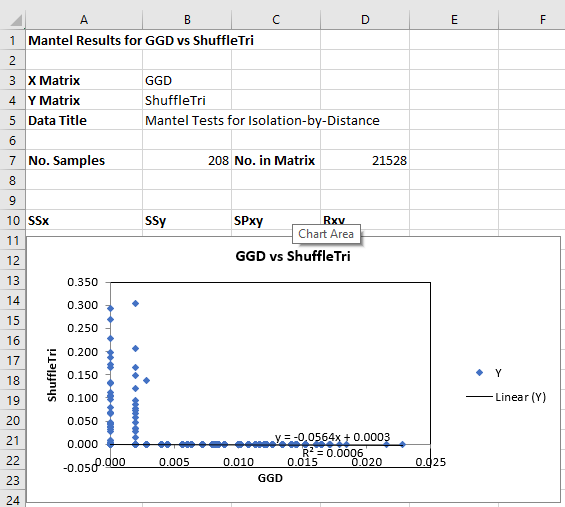 A B C D E F
1 Mantel Results for GGD vs ShuffleTri
2
3 X Matrix GGD
4 Y Matrix ShuffleTri
5 Data Title Mantel Tests for Isolation-by-Distance
6
7 No. Samples 208 No. in Matrix 21528
8
9
10 SSx SSy SPxy Rxy
Chart Area
11
12
13
14
15
16
17
18
19
20
21
22
23
24
GGD vs ShuffleTri
0.350
0.300
0.250
0.200
0.150
0.100
0.050
0.000
-0.050
ShuffleTri
Y
Linear (Y)
y = -0.0564x + 0.0003
R² = 0.0006
0.000 0.005 0.010 0.015 0.020 0.025
GGD